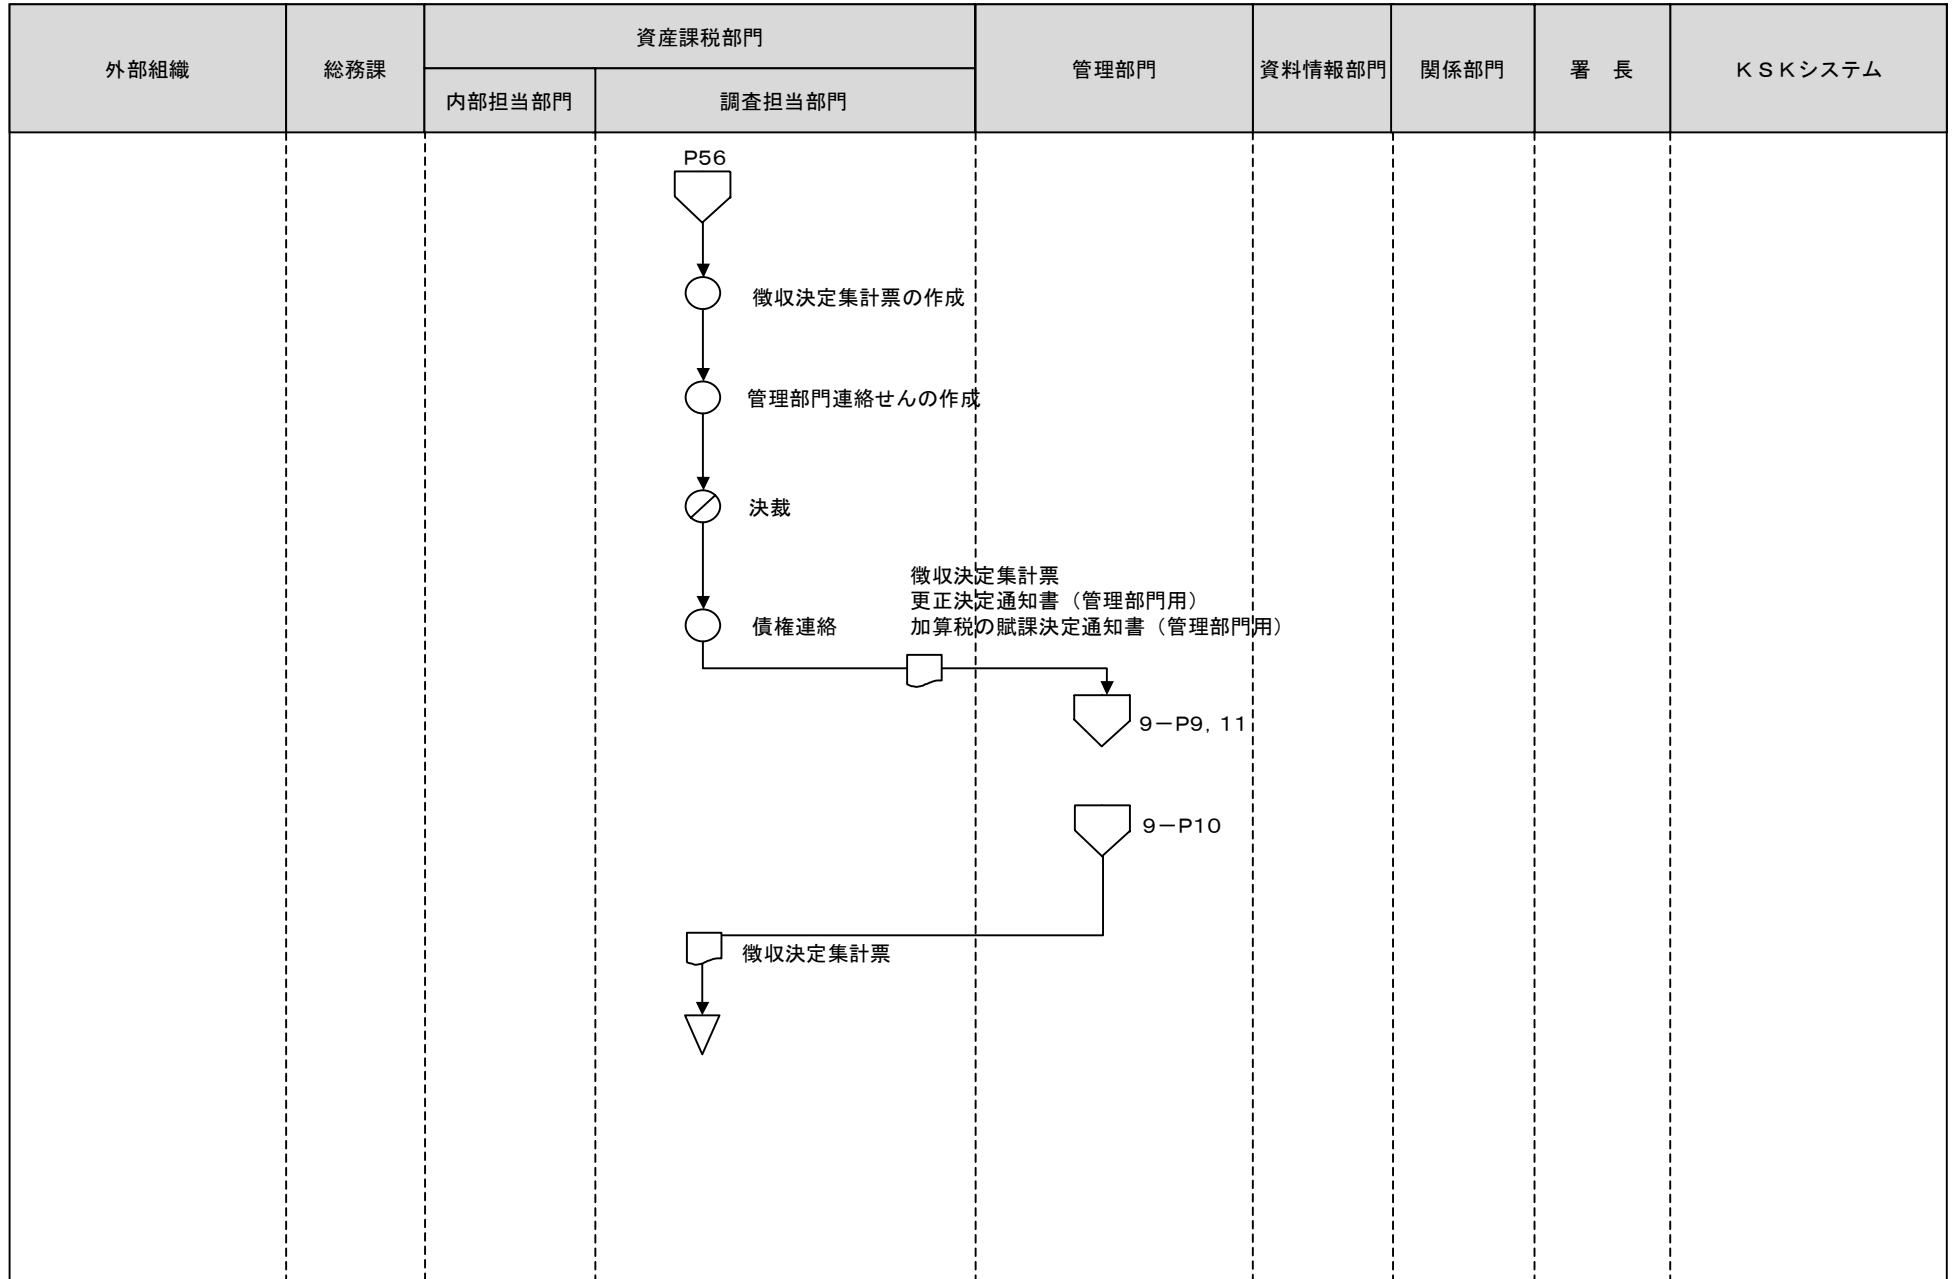 外部組織
総務課
資産課税部門
内部担当部門
調査担当部門
管理部門
資料情報部門
関係部門
署　長
ＫＳＫシステム
P56
徴収決定集計票の作成
管理部門連絡せんの作成
決裁
徴収決定集計票
更正決定通知書（管理部門用）
債権連絡
加算税の賦課決定通知書（管理部門用）
9－P9，11
9－P10
徴収決定集計票